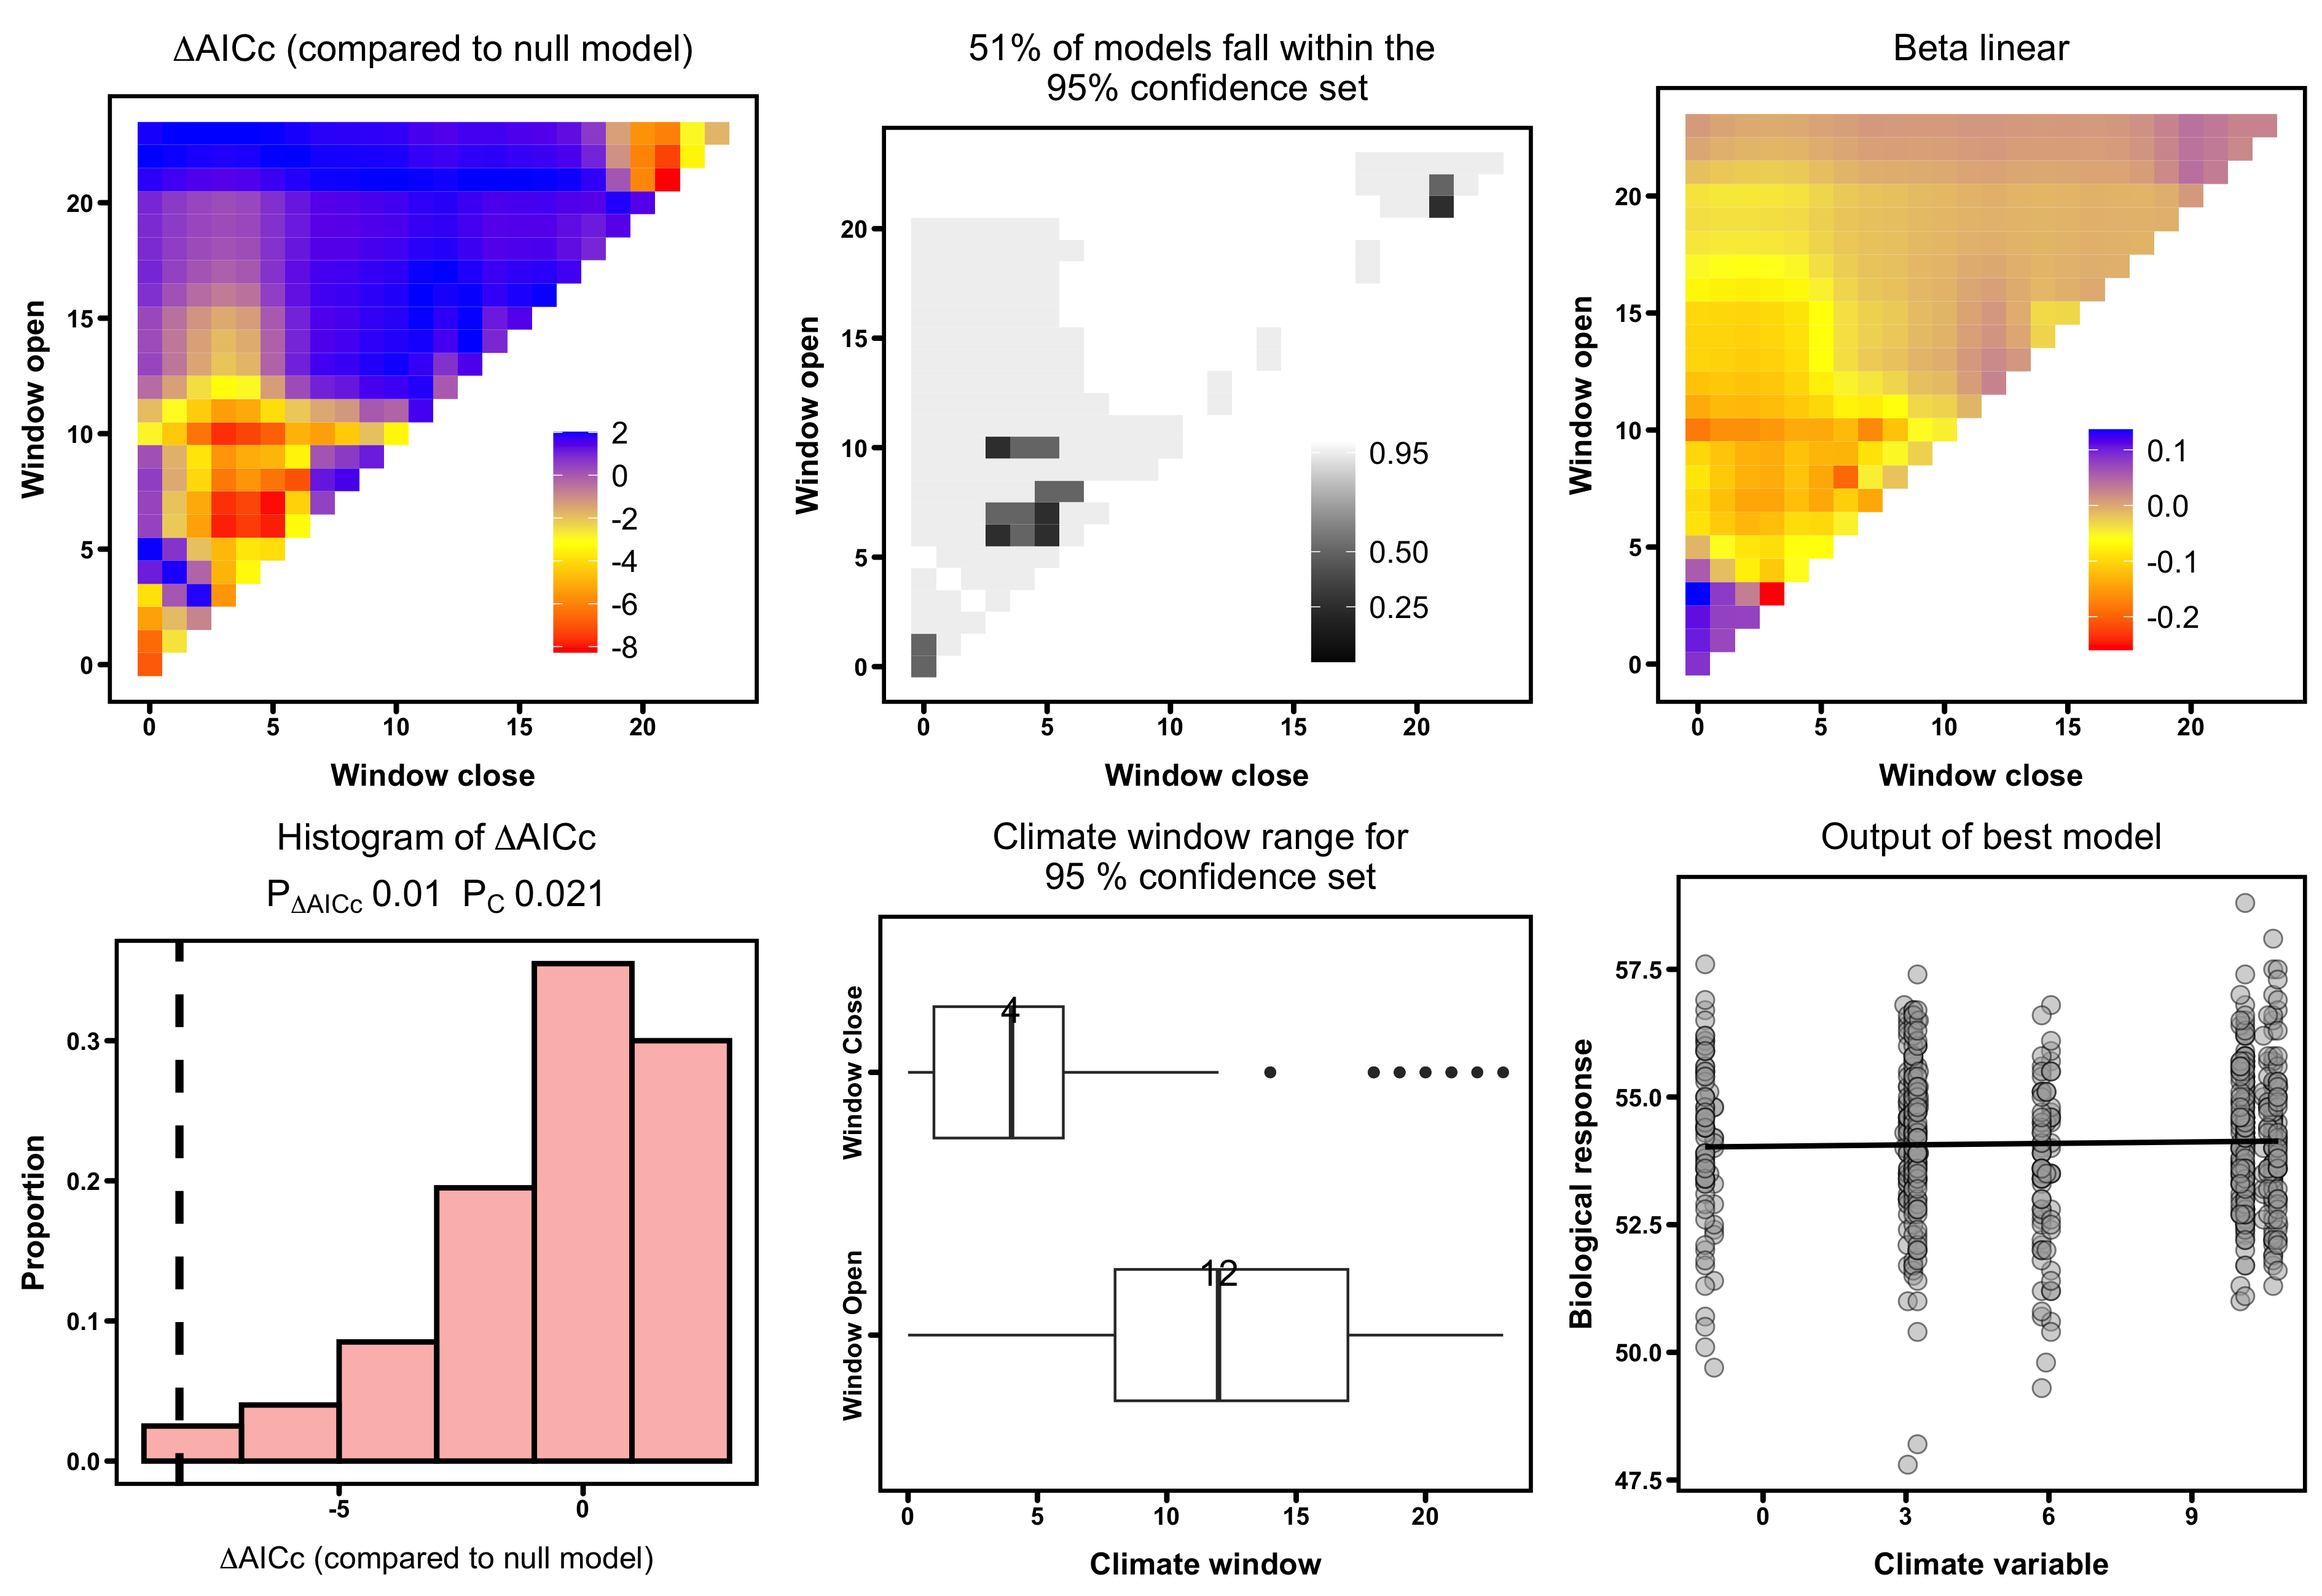 ΔAICc (compared to null model)
Window open
20
15
10
5
0
2
0
-2
-4
-6
-8
0 5 10 15 20
Window close
51% of models fall within the
95% confidence set
Window open
20
15
10
5
0
0.95
0.50
0.25
0 5 10 15 20
Window close
Beta linear
Window open
20
15
10
5
0
0.1
0.0
-0.1
-0.2
0 5 10 15 20
Window close
Histogram of ΔAICc
PΔAICc 0.01 PC 0.021
Proportion
0.3
0.2
0.1
0.0
-5 0
ΔAICc (compared to null model)
Climate window range for
95 % confidence set
Window Close
4
Window Open
12
0 5 10 15 20
Climate window
Output of best model
Biological response
57.5
55.0
52.5
50.0
47.5
0 3 6 9
Climate variable